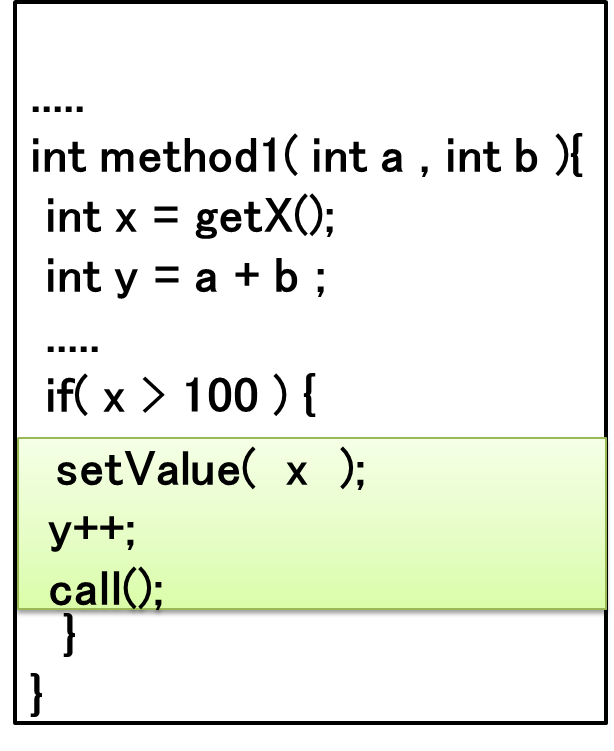 .....
int method1( int a , int b ){
int x = getX();
int y = a + b ;
.....
if( x > 100 ) {
setValue( x );
y++;
call();
}
}